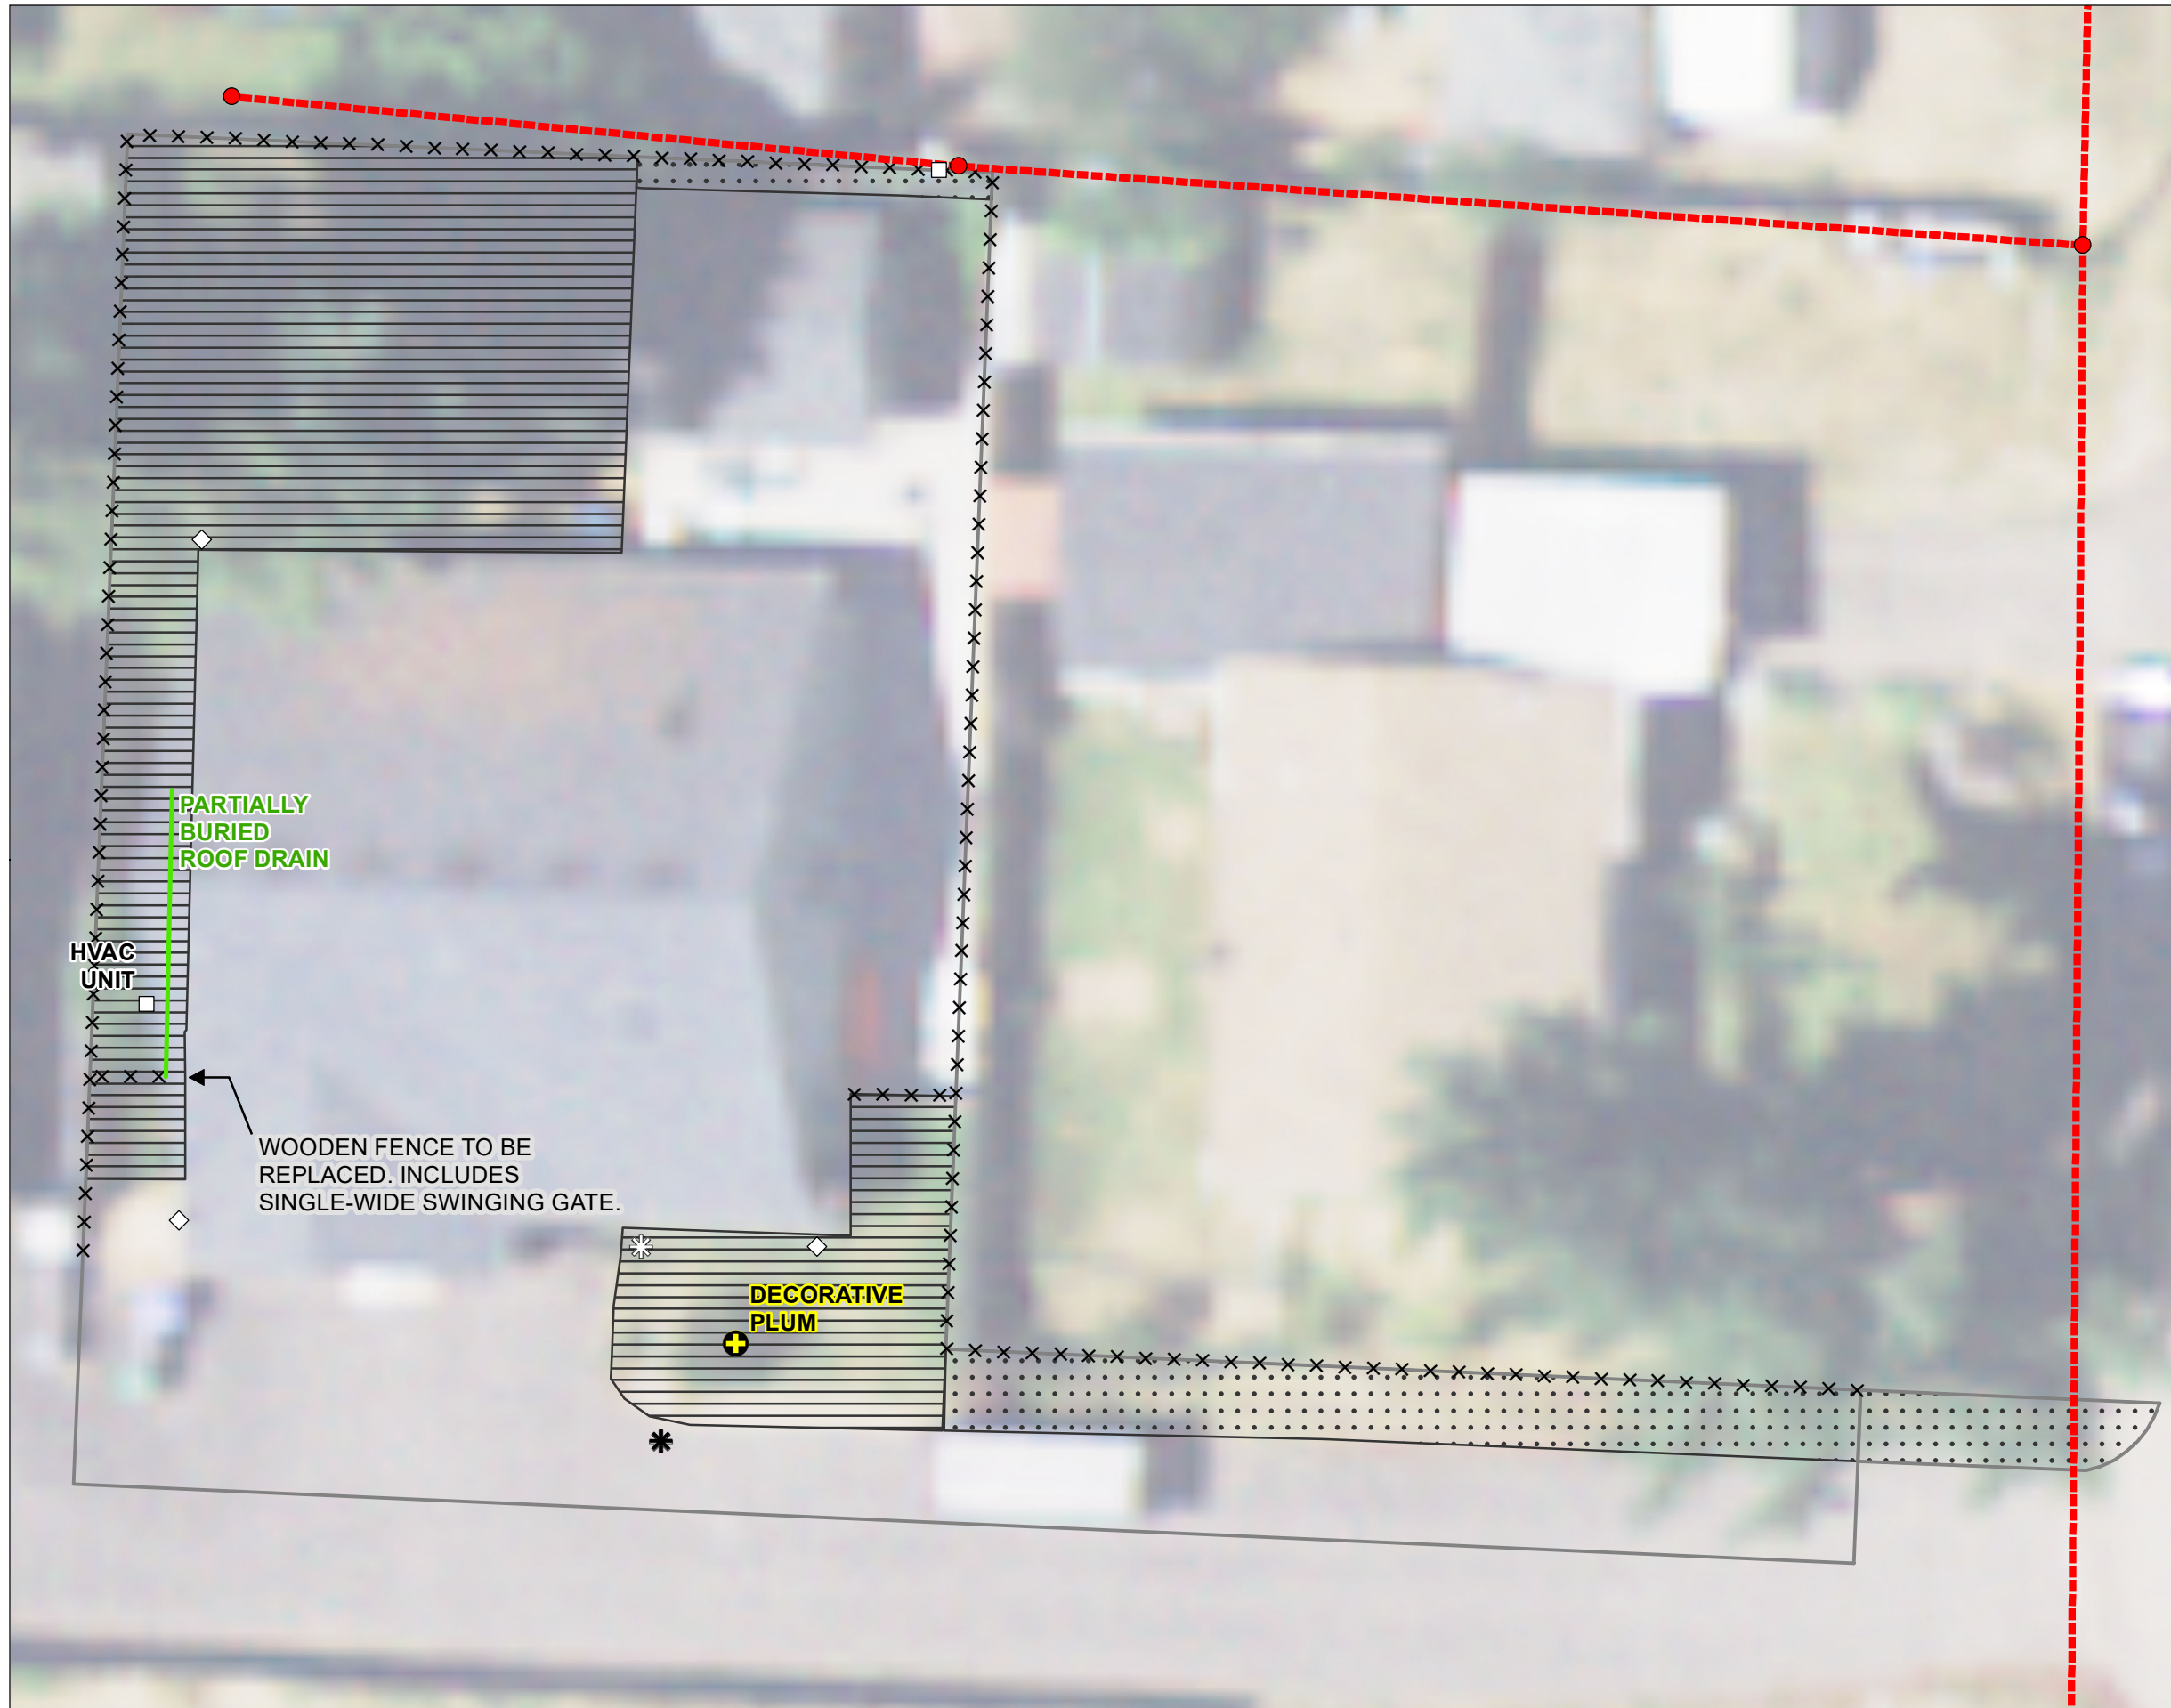 PARTIALLY
BURIED
ROOF DRAIN
HVAC
UNIT
WOODEN FENCE TO BE
REPLACED. INCLUDES
SINGLE-WIDE SWINGING GATE.
DECORATIVE
PLUM